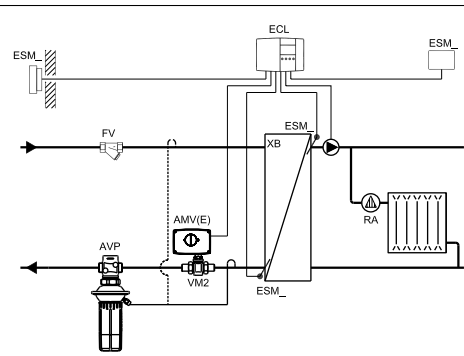 ECL
ESM_
ESM_
FV
ESM_
XB
AMV(E)
RA
AVP
VM2
ESM_